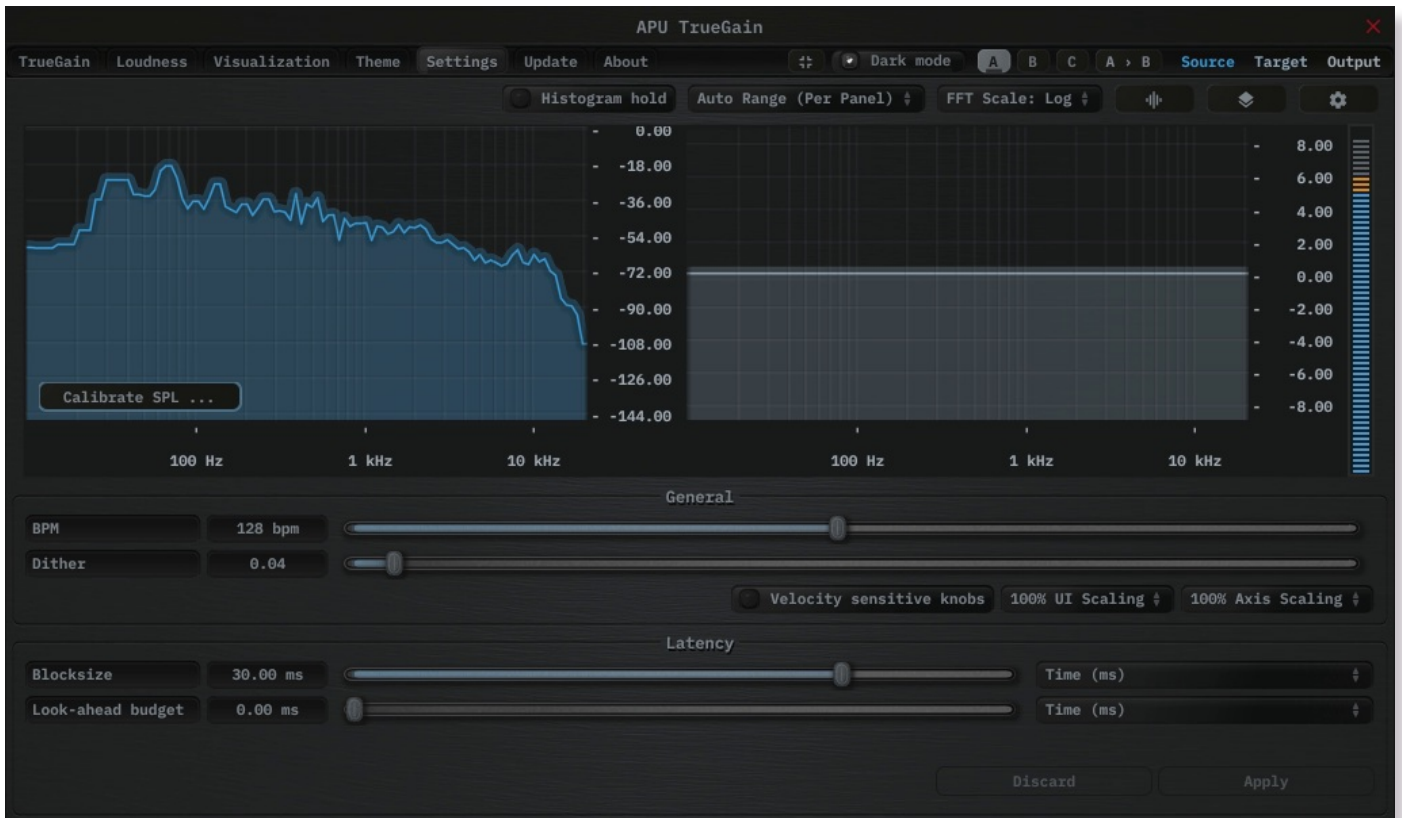 APU TrueGain
TrueGain Loudness Visualization Theme Settings Update About Dark mode A B C A › B Source Target Output
Histogram hold Auto Range (Per Panel) FFT Scale: Log
- 0.00
- -18.00
- -36.00
- -54.00
- -72.00
- -90.00
- -108.00
- -126.00
- -144.00
Calibrate SPL ...
100 Hz 1 kHz 10 kHz
- 8.00
- 6.00
- 4.00
- 2.00
- 0.00
- -2.00
- -4.00
- -6.00
- -8.00
100 Hz 1 kHz 10 kHz
General
BPM 128 bpm
Dither 0.04
Velocity sensitive knobs 100% UI Scaling 100% Axis Scaling
Latency
Blocksize 30.00 ms Time (ms)
Look-ahead budget 0.00 ms Time (ms)
Discard Apply